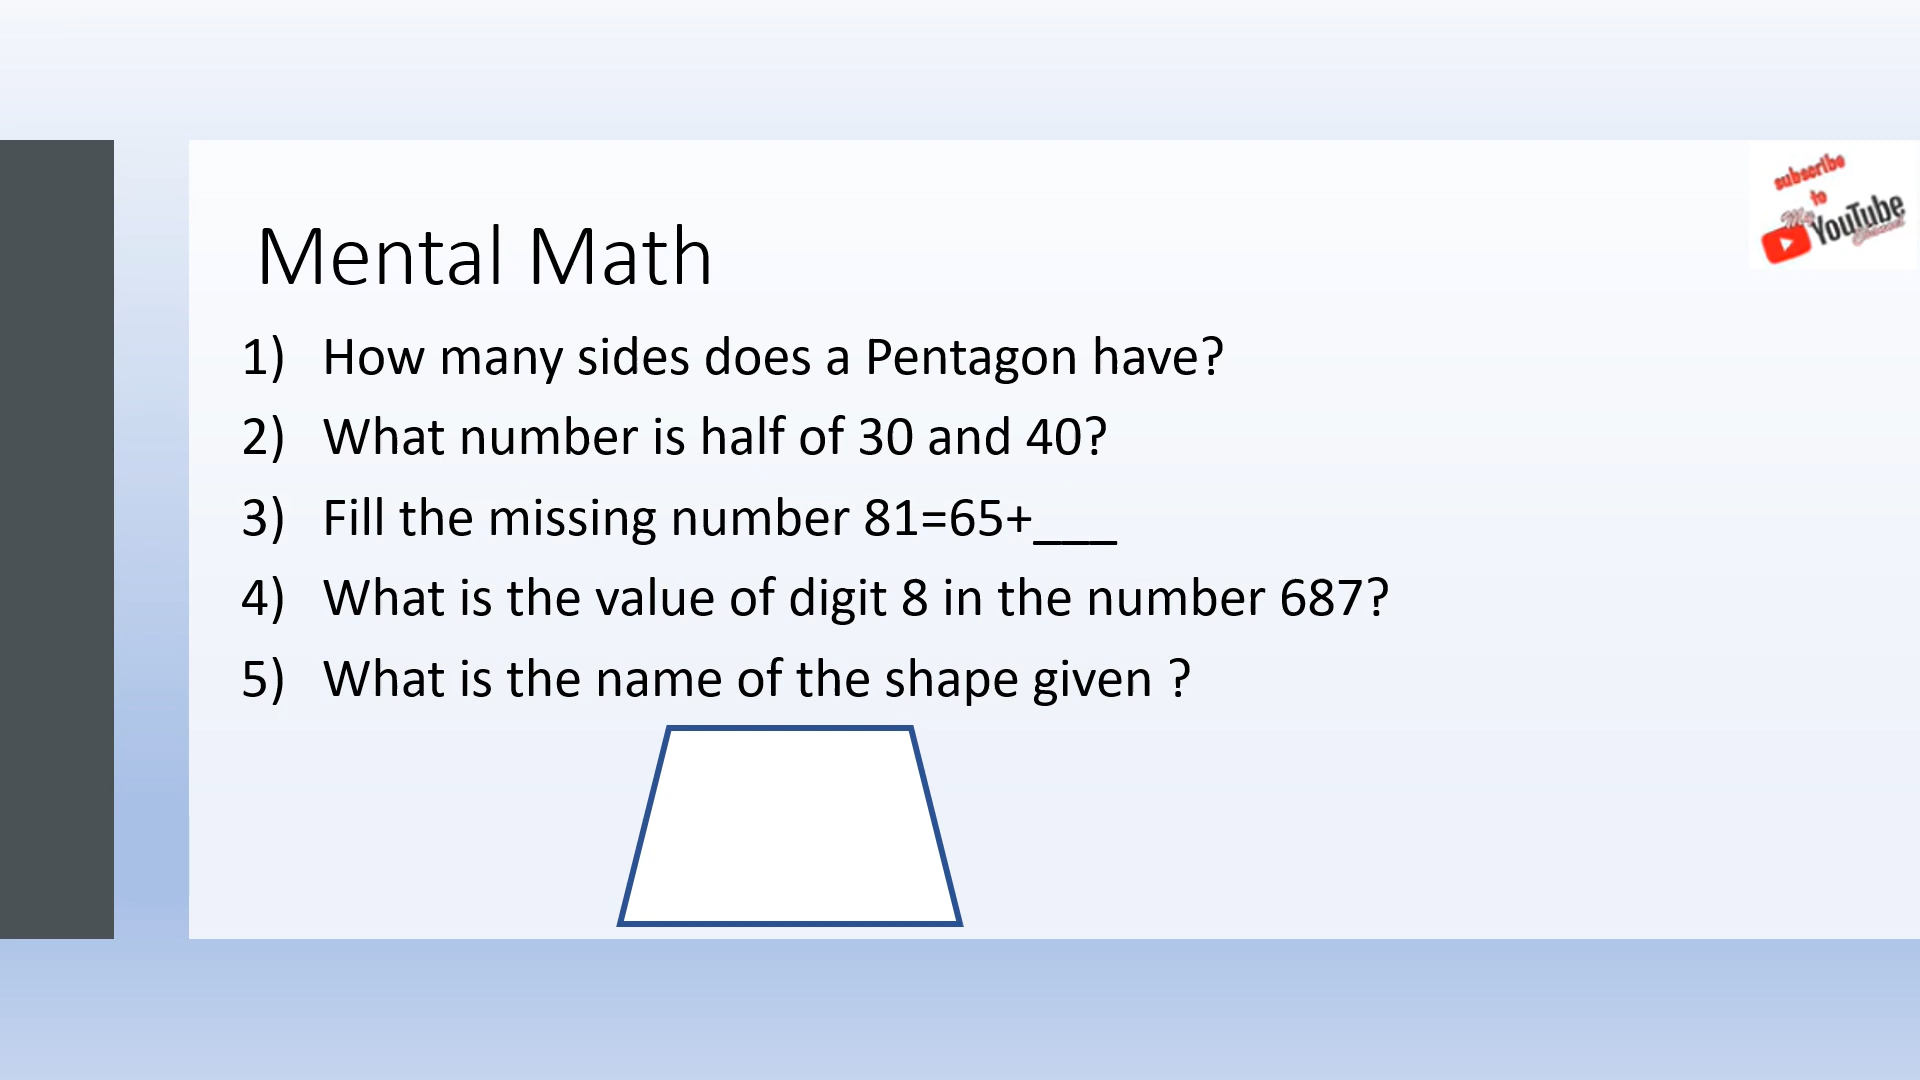 subscribe
to
My
YouTube
Channel
Mental Math
1) How many sides does a Pentagon have?
2) What number is half of 30 and 40?
3) Fill the missing number 81=65+___
4) What is the value of digit 8 in the number 687?
5) What is the name of the shape given ?